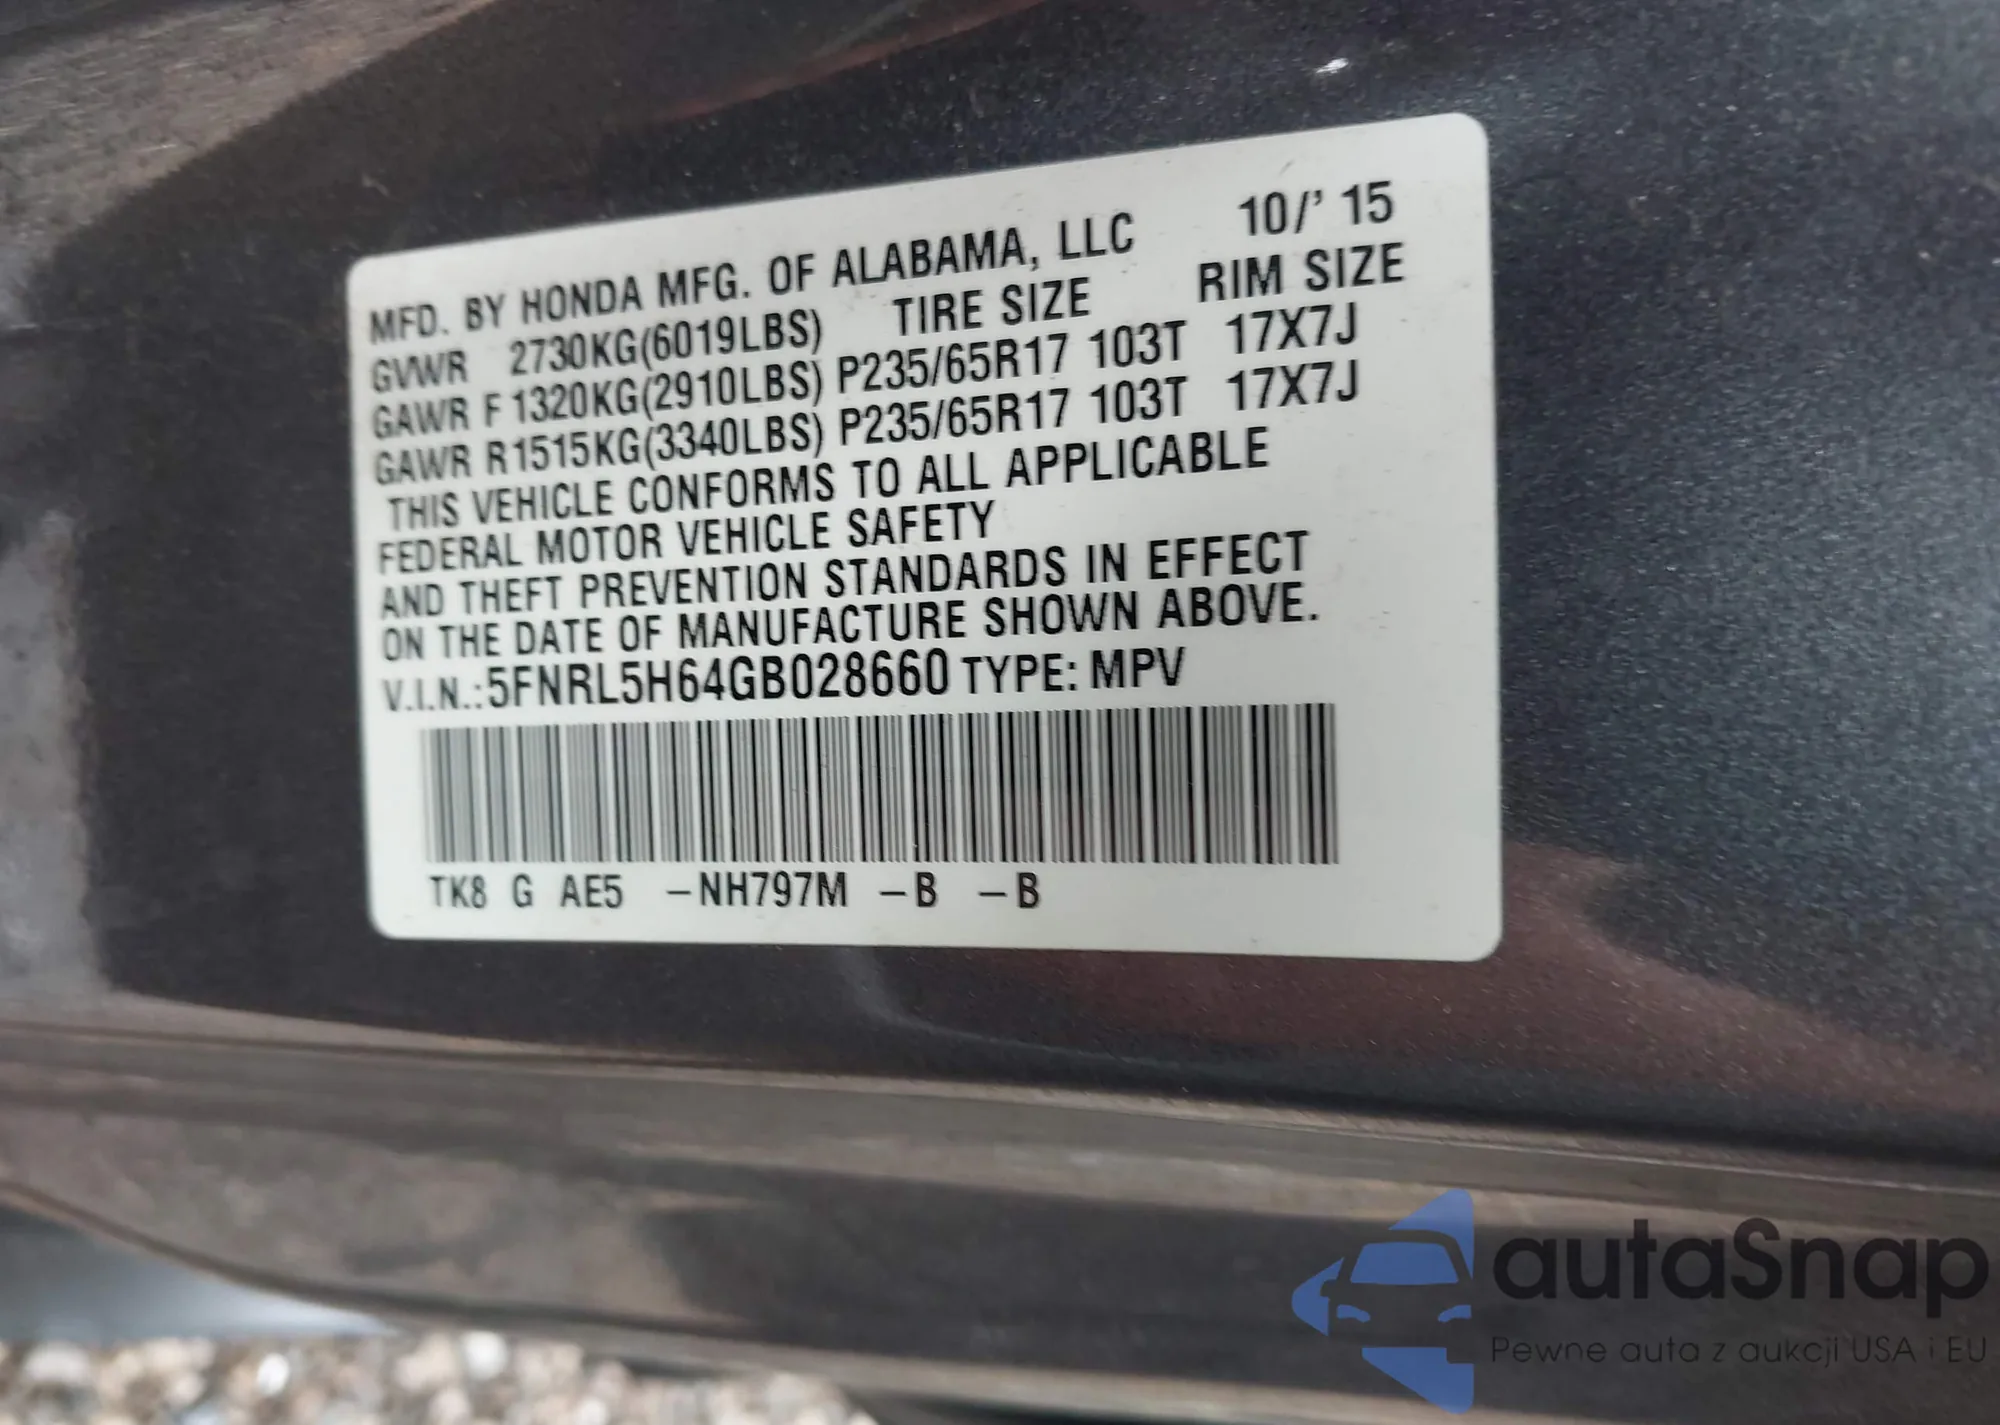 MFD. BY HONDA MFG. OF ALABAMA, LLC 10/' 15
GVWR 2730KG(6019LBS) TIRE SIZE RIM SIZE
GAWR F 1320KG(2910LBS) P235/65R17 103T 17X7J
GAWR R1515KG(3340LBS) P235/65R17 103T 17X7J
THIS VEHICLE CONFORMS TO ALL APPLICABLE
FEDERAL MOTOR VEHICLE SAFETY
AND THEFT PREVENTION STANDARDS IN EFFECT
ON THE DATE OF MANUFACTURE SHOWN ABOVE.
V.I.N.:5FNRL5H64GB028660 TYPE: MPV
TK8 G AE5 –NH797M –B –B
autaSnap
Pewne auta z aukcji USA i EU